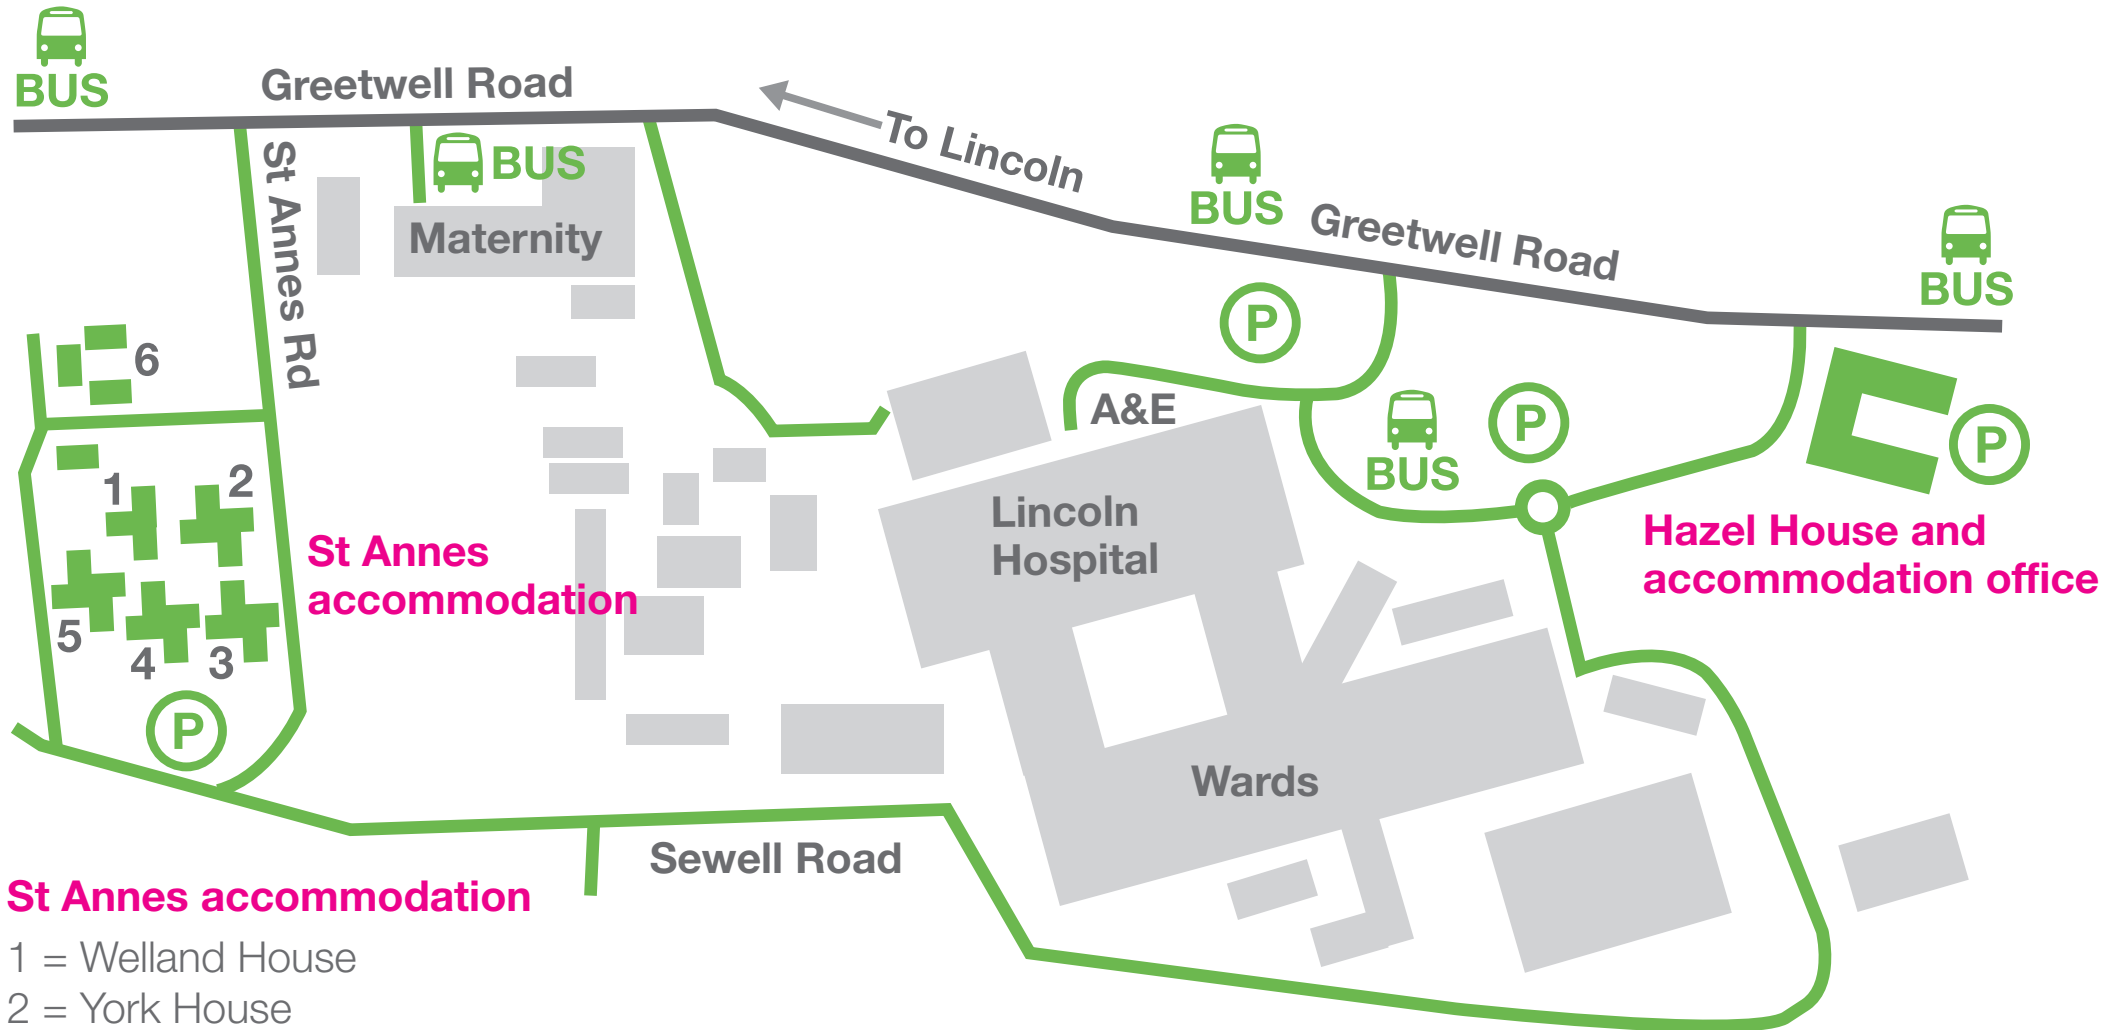 BUS
Greetwell Road
To Lincoln
BUS
BUS
Greetwell Road
BUS
St Annes Rd
BUS
Maternity
P
6
A&E
P
P
BUS
1
2
Lincoln
Hospital
Hazel House and
accommodation office
St Annes
accommodation
5
4
3
P
Wards
Sewell Road
St Annes accommodation
1 = Welland House
2 = York House